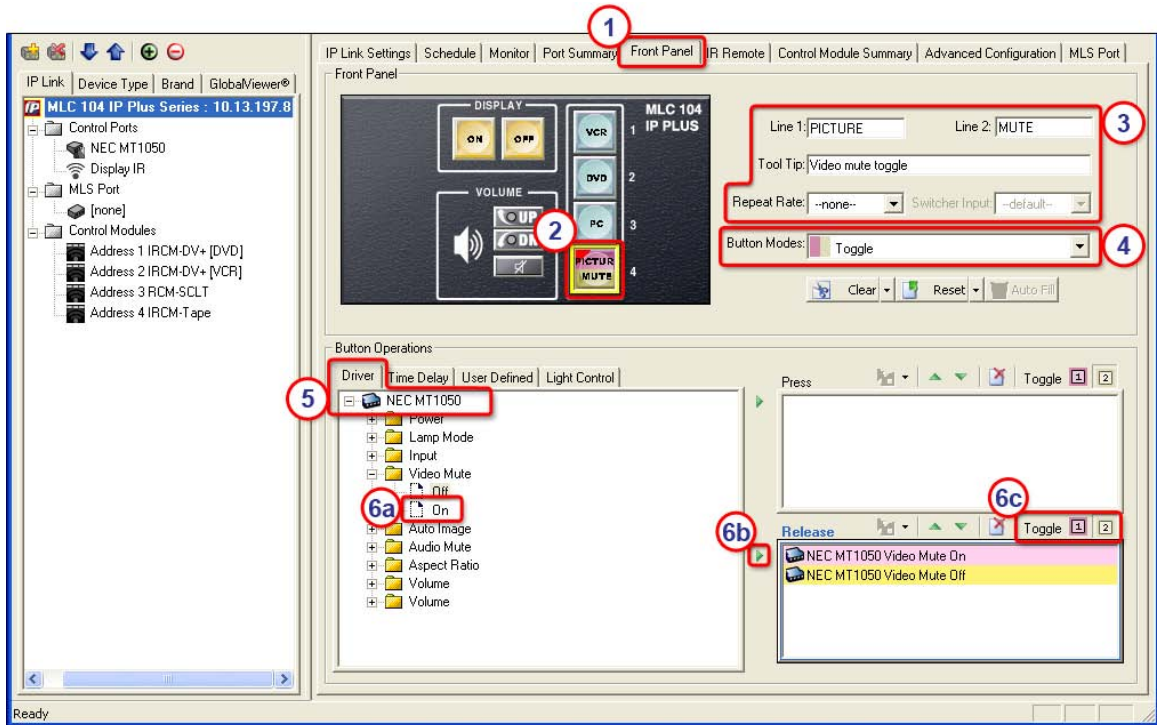 1
IP Link Settings Schedule Monitor Port Summary Front Panel IR Remote Control Module Summary Advanced Configuration MLS Port
IP Link Device Type Brand GlobalViewer®
MLC 104 IP Plus Series : 10.13.197.8
Control Ports
NEC MT1050
Display IR
MLS Port
[none]
Control Modules
Address 1 IRCM-DV+ [DVD]
Address 2 IRCM-DV+ [VCR]
Address 3 RCM-SCLT
Address 4 IRCM-Tape
Front Panel
DISPLAY
ON OFF
VOLUME
UP
DN
VCR 1
DVD 2
PC 3
PICTUR MUTE 4
MLC 104
IP PLUS
2
Line 1: PICTURE Line 2: MUTE
3
Tool Tip: Video mute toggle
Repeat Rate: --none-- Switcher Input: --default--
Button Modes: Toggle
4
Clear Reset Auto Fill
Button Operations
Driver Time Delay User Defined Light Control
5
NEC MT1050
Power
Lamp Mode
Input
Video Mute
Off
6a
On
Auto Image
Audio Mute
Aspect Ratio
Volume
Volume
Press Toggle 1 2
6b
6c
Release Toggle 1 2
NEC MT1050 Video Mute On
NEC MT1050 Video Mute Off
Ready